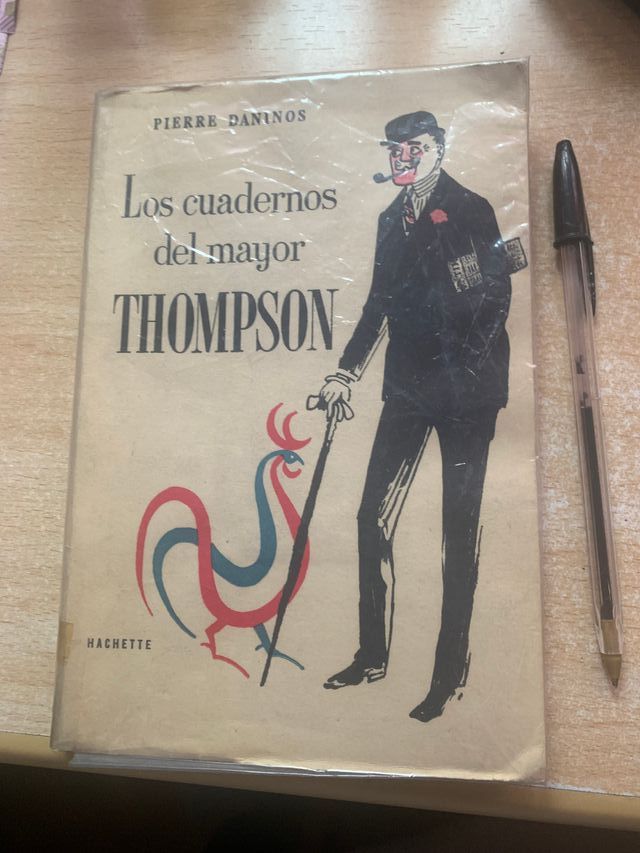 PIERRE DANINOS
Los cuadernos
del mayor
THOMPSON
HACHETTE